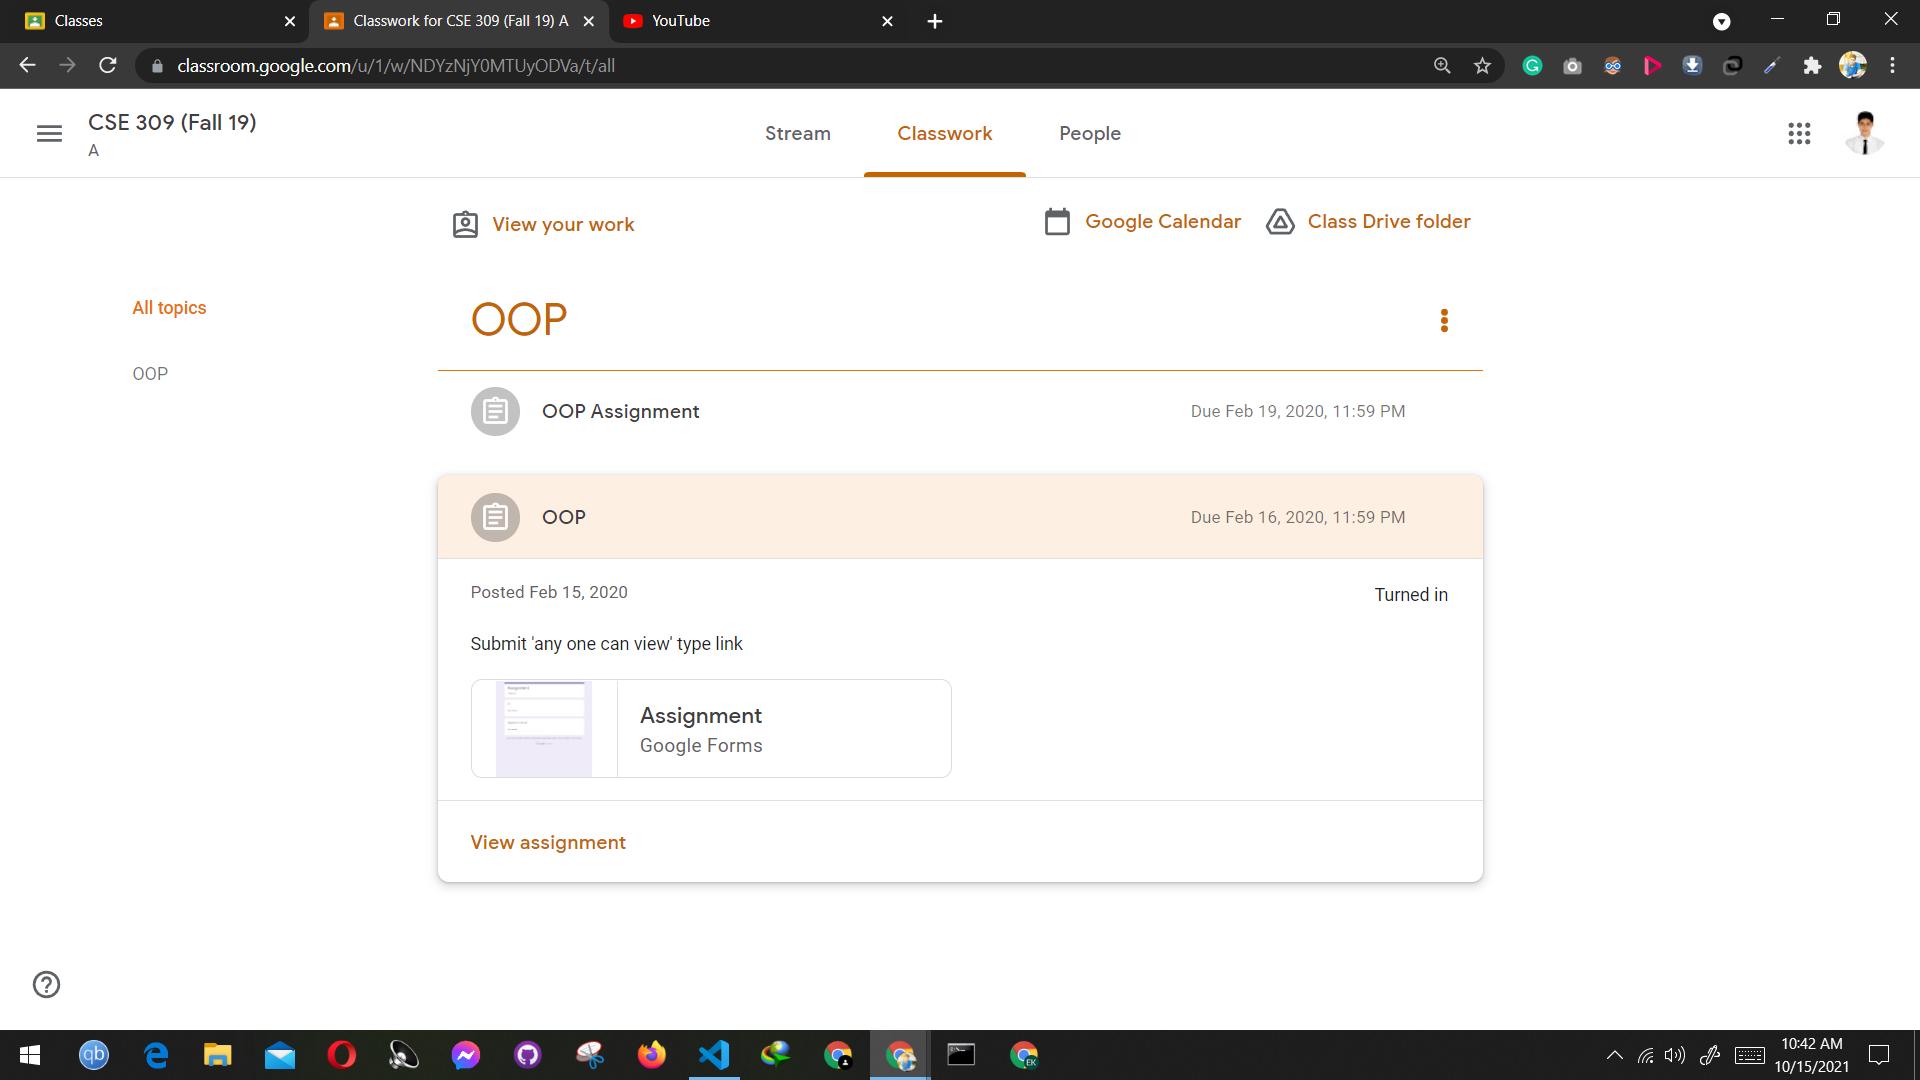 Classes
Classwork for CSE 309 (Fall 19) A
YouTube
classroom.google.com/u/1/w/NDYzNjY0MTUyODVa/t/all
CSE 309 (Fall 19)
A
Stream
Classwork
People
View your work
Google Calendar
Class Drive folder
All topics
OOP
OOP
OOP Assignment
Due Feb 19, 2020, 11:59 PM
OOP
Due Feb 16, 2020, 11:59 PM
Posted Feb 15, 2020
Turned in
Submit 'any one can view' type link
Assignment
Google Forms
View assignment
qb
EK
10:42 AM
10/15/2021